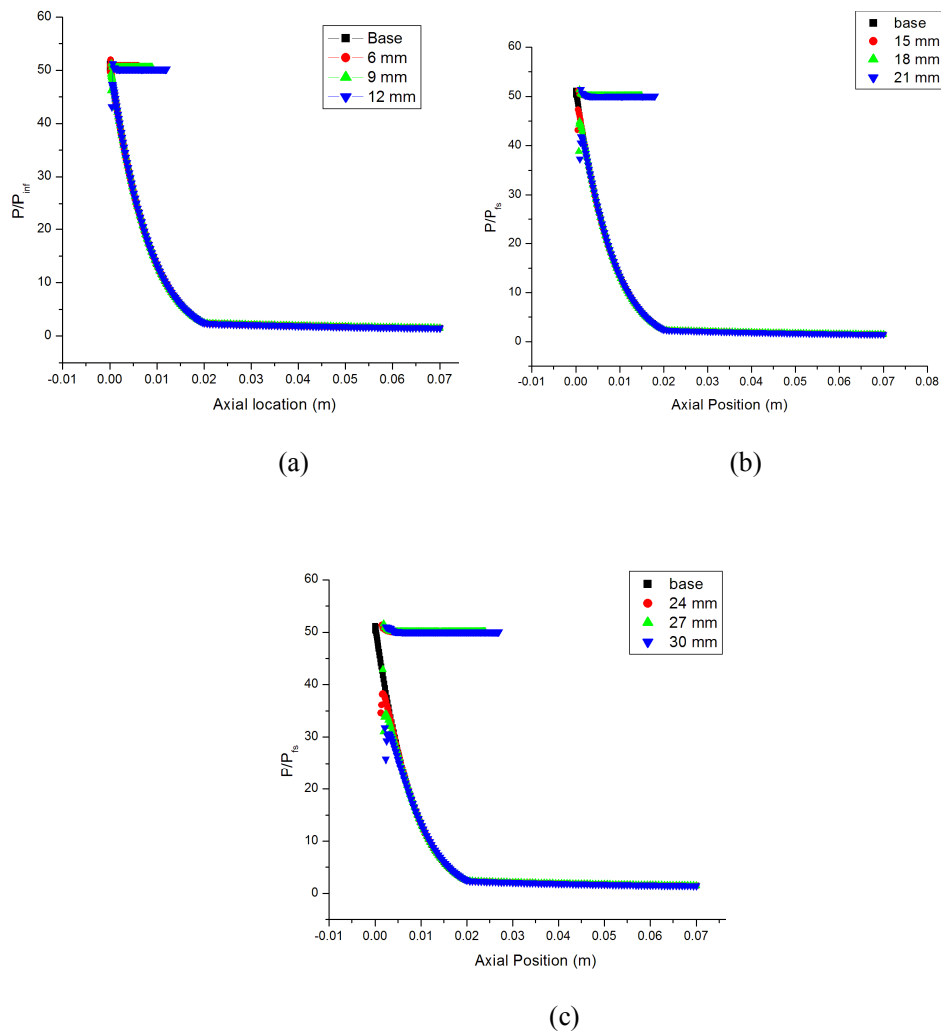 60
50
40
30
20
10
0
P/Pinf
-0.01 0.00 0.01 0.02 0.03 0.04 0.05 0.06 0.07
Axial location (m)
Base
6 mm
9 mm
12 mm
(a)
60
50
40
30
20
10
0
P/Pfs
-0.01 0.00 0.01 0.02 0.03 0.04 0.05 0.06 0.07 0.08
Axial Position (m)
base
15 mm
18 mm
21 mm
(b)
60
50
40
30
20
10
0
P/Pfs
-0.01 0.00 0.01 0.02 0.03 0.04 0.05 0.06 0.07
Axial Position (m)
base
24 mm
27 mm
30 mm
(c)